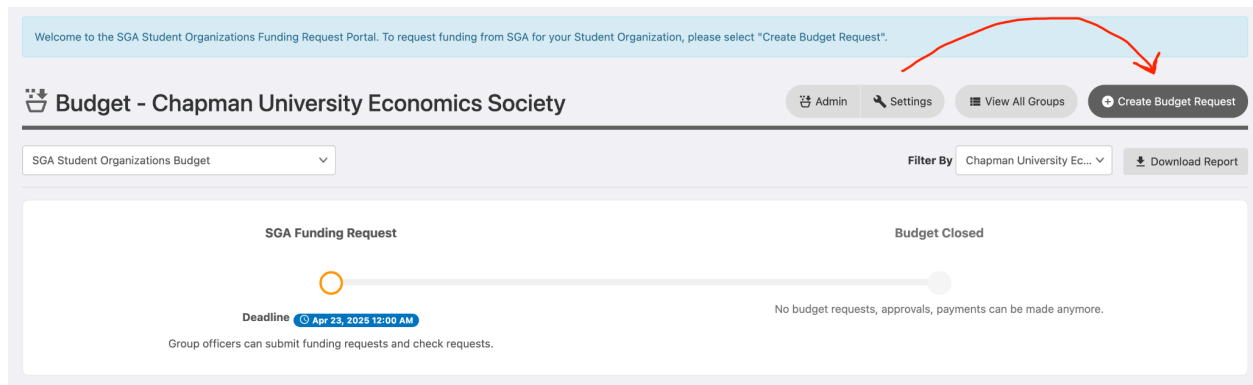 Welcome to the SGA Student Organizations Funding Request Portal. To request funding from SGA for your Student Organization, please select "Create Budget Request".
Budget - Chapman University Economics Society
Admin
Settings
View All Groups
Create Budget Request
SGA Student Organizations Budget
Filter By
Chapman University Ec...
Download Report
SGA Funding Request
Budget Closed
Deadline Apr 23, 2025 12:00 AM
No budget requests, approvals, payments can be made anymore.
Group officers can submit funding requests and check requests.